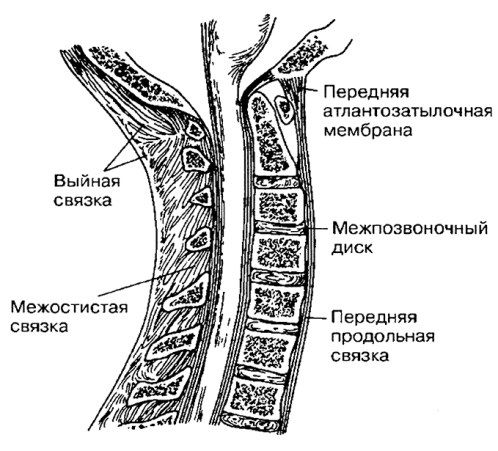 Передняя
атлантозатылочная
мембрана
Выйная
связка
Межпозвоночный
диск
Межостистая
связка
Передняя
продольная
связка